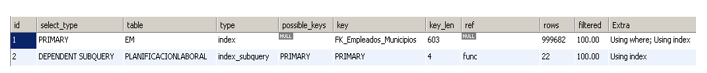 id select_type table type possible_keys key key_len ref rows filtered Extra
1 PRIMARY EM index NULL FK_Empleados_Municipios 603 NULL 999682 100.00 Using where; Using index
2 DEPENDENT SUBQUERY PLANIFICACIONLABORAL index_subquery PRIMARY PRIMARY 4 func 22 100.00 Using index